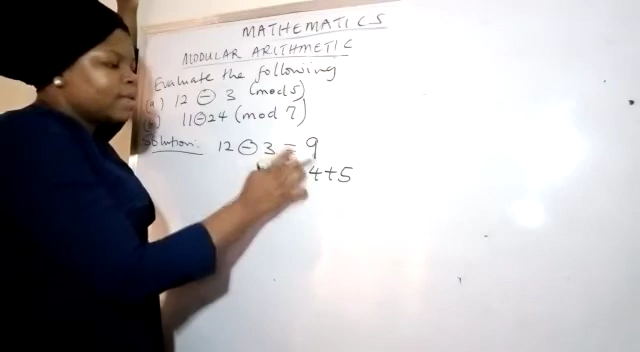 MATHEMATICS
MODULAR ARITHMETIC
Evaluate the following
(a) 12 ⊖ 3 (mod 5)
11 ⊖ 24 (mod 7)
Solution: 12 ⊖ 3 = 9
4+5